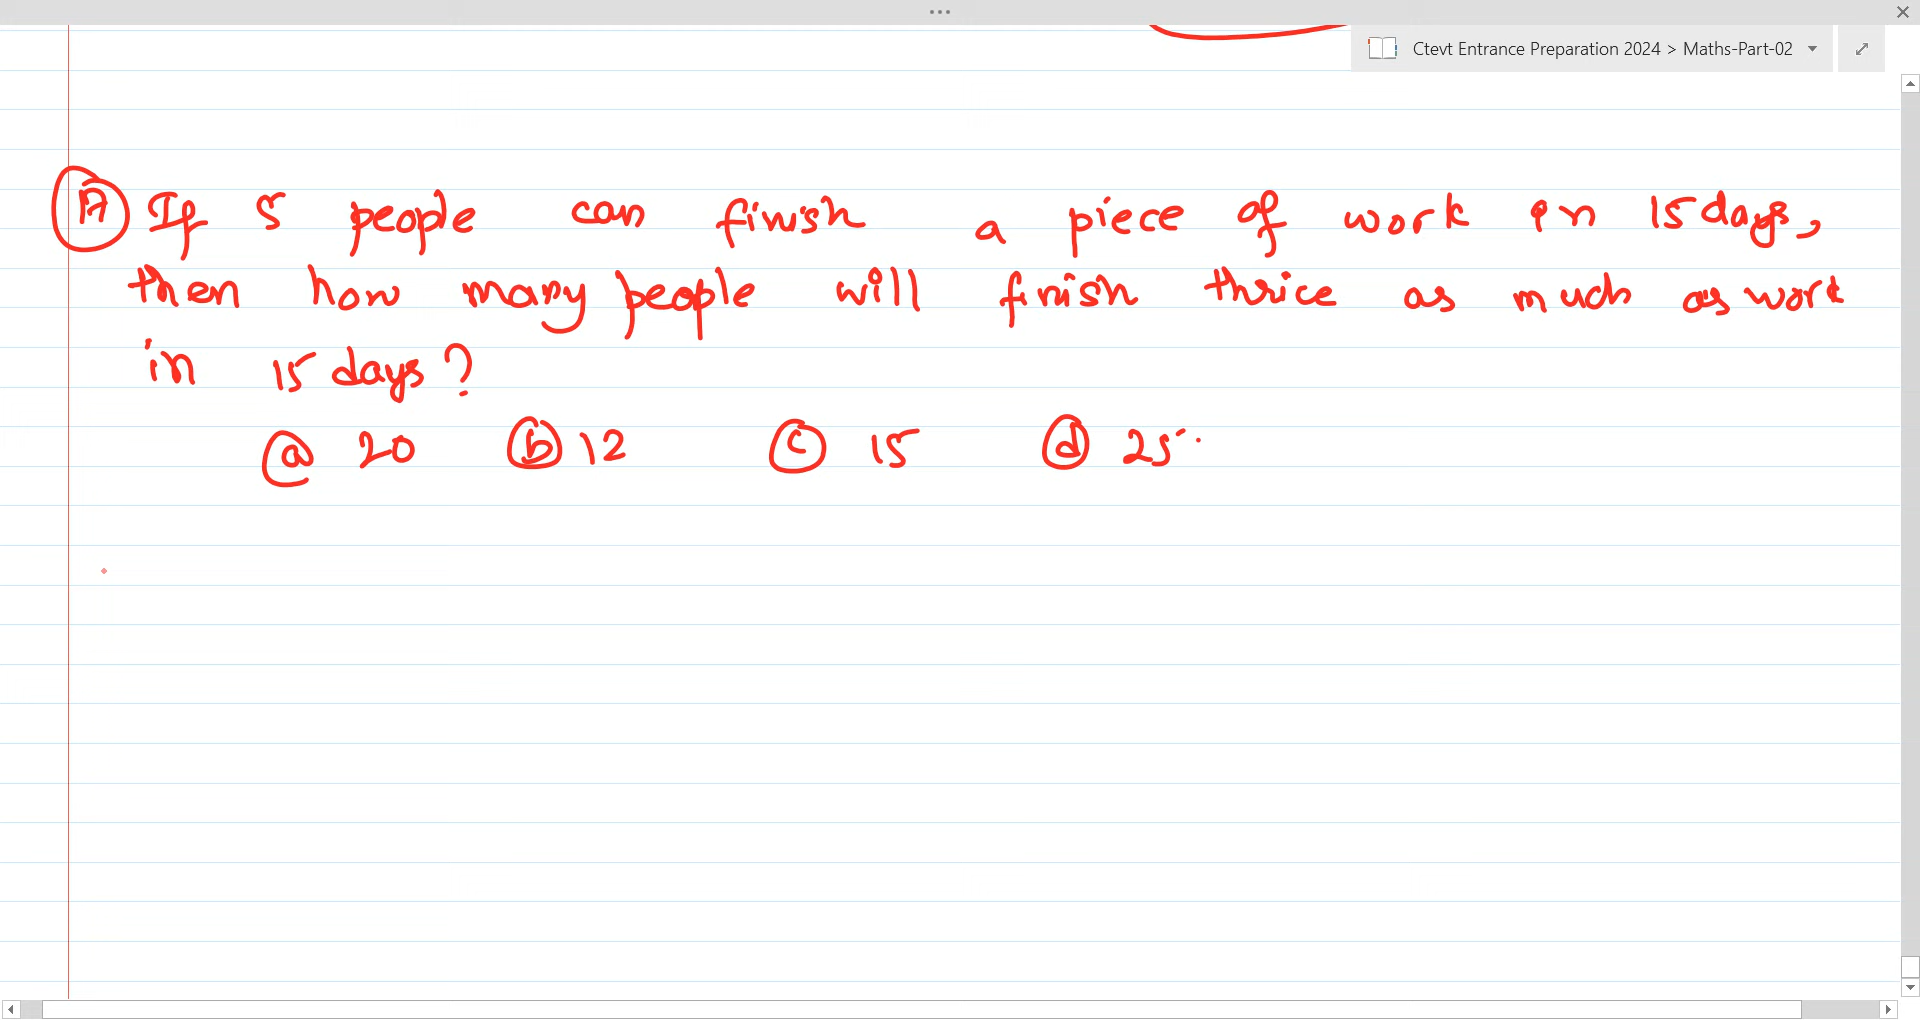 Ctevt Entrance Preparation 2024 > Maths-Part-02
A If 5 people can finish a piece of work in 15 days,
then how many people will finish thrice as much as work
in 15 days?
a 20 b 12 c 15 d 25.